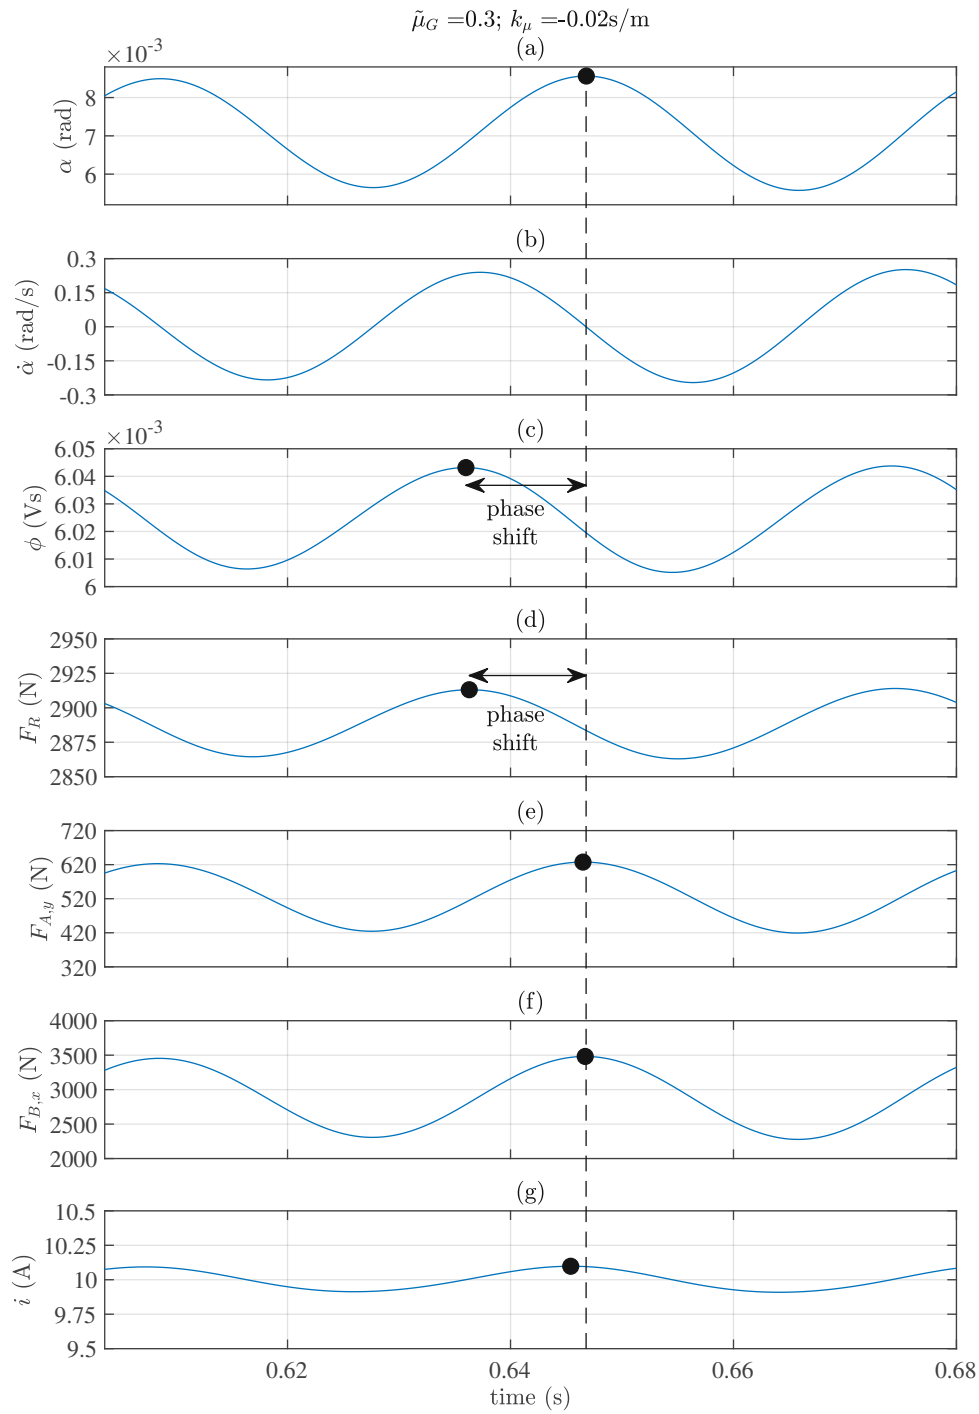 μ̃_G =0.3; k_μ =-0.02s/m
(a)
×10⁻³
8
7
6
α (rad)
(b)
0.3
0.15
0
-0.15
-0.3
α̇ (rad/s)
(c)
×10⁻³
6.05
6.04
6.03
6.02
6.01
6
ϕ (Vs)
phase
shift
(d)
2950
2925
2900
2875
2850
F_R (N)
phase
shift
(e)
720
620
520
420
320
F_{A,y} (N)
(f)
4000
3500
3000
2500
2000
F_{B,x} (N)
(g)
10.5
10.25
10
9.75
9.5
i (A)
0.62 0.64 0.66 0.68
time (s)